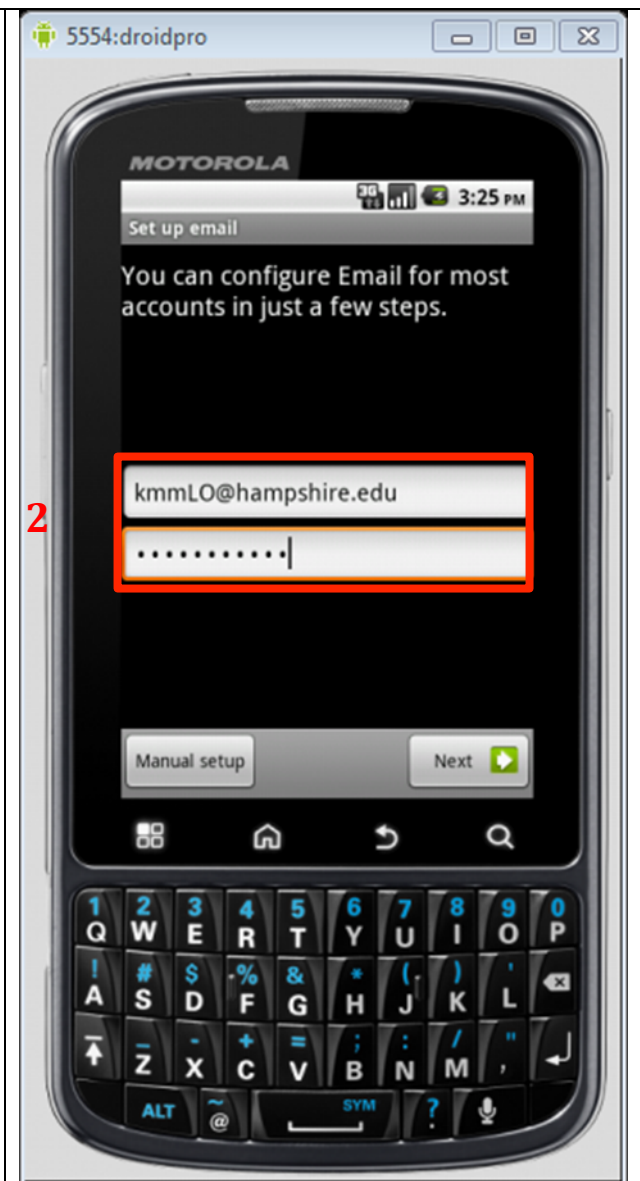 5554:droidpro
MOTOROLA
3G 3:25 PM
Set up email
You can configure Email for most
accounts in just a few steps.
2
kmmLO@hampshire.edu
•••••••••••
Manual setup Next
1 2 3 4 5 6 7 8 9 0
Q W E R T Y U I O P
! # $ % & * ( ) '
A S D F G H J K L
_ - + = ; : / "
Z X C V B N M ,
ALT ~ @ SYM ? .